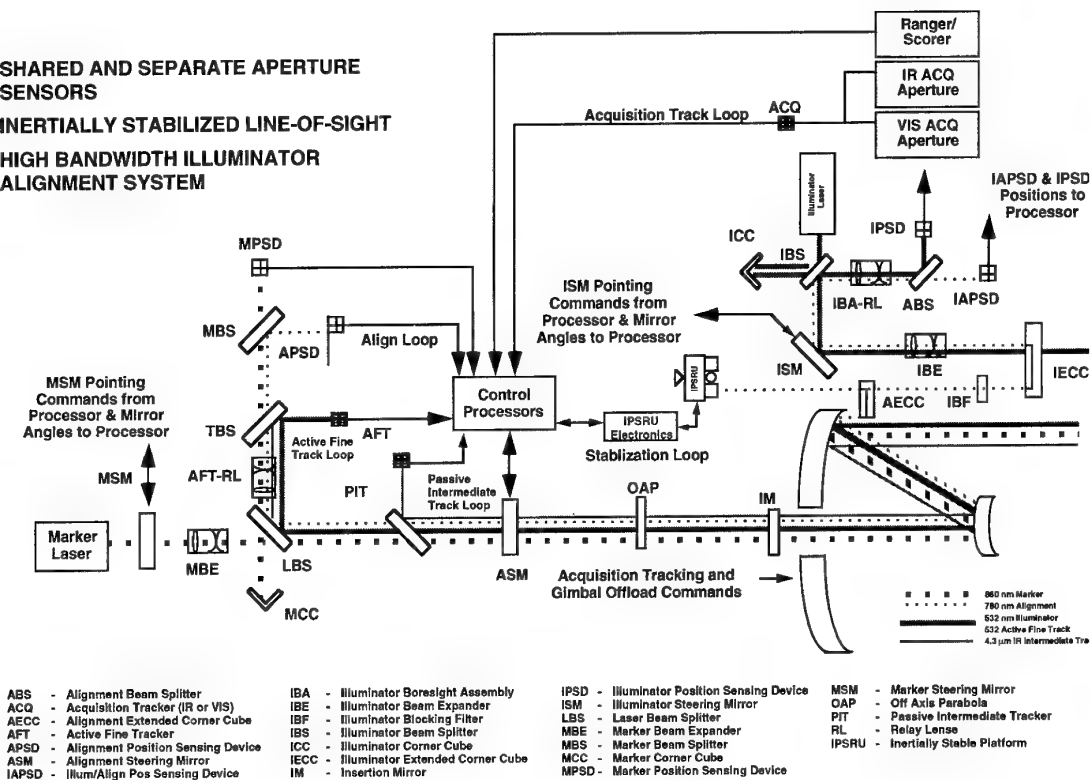 SHARED AND SEPARATE APERTURE
SENSORS
INERTIALLY STABILIZED LINE-OF-SIGHT
HIGH BANDWIDTH ILLUMINATOR
ALIGNMENT SYSTEM
Ranger/
Scorer
IR ACQ
Aperture
VIS ACQ
Aperture
ACQ
Acquisition Track Loop
Illuminator
Laser
IAPSD & IPSD
Positions to
Processor
IPSD
ICC
IBS
IBA-RL
ABS
IAPSD
MPSD
MBS
APSD
Align Loop
ISM Pointing
Commands from
Processor & Mirror
Angles to Processor
ISM
IBE
IECC
IPSRU
AECC
IBF
MSM Pointing
Commands from
Processor & Mirror
Angles to Processor
Control
Processors
TBS
AFT
Active Fine
Track Loop
IPSRU
Electronics
Stablization Loop
MSM
AFT-RL
PIT
Passive
Intermediate
Track Loop
OAP
IM
Marker
Laser
MBE
LBS
ASM
MCC
Acquisition Tracking and
Gimbal Offload Commands
860 nm Marker
780 nm Alignment
532 nm Illuminator
532 Active Fine Track
4.3 µm IR Intermediate Tra
ABS - Alignment Beam Splitter
ACQ - Acquisition Tracker (IR or VIS)
AECC - Alignment Extended Corner Cube
AFT - Active Fine Tracker
APSD - Alignment Position Sensing Device
ASM - Alignment Steering Mirror
IAPSD - Illum/Align Pos Sensing Device
IBA - Illuminator Boresight Assembly
IBE - Illuminator Beam Expander
IBF - Illuminator Blocking Filter
IBS - Illuminator Beam Splitter
ICC - Illuminator Corner Cube
IECC - Illuminator Extended Corner Cube
IM - Insertion Mirror
IPSD - Illuminator Position Sensing Device
ISM - Illuminator Steering Mirror
LBS - Laser Beam Splitter
MBE - Marker Beam Expander
MBS - Marker Beam Splitter
MCC - Marker Corner Cube
MPSD - Marker Position Sensing Device
MSM - Marker Steering Mirror
OAP - Off Axis Parabola
PIT - Passive Intermediate Tracker
RL - Relay Lense
IPSRU - Inertially Stable Platform